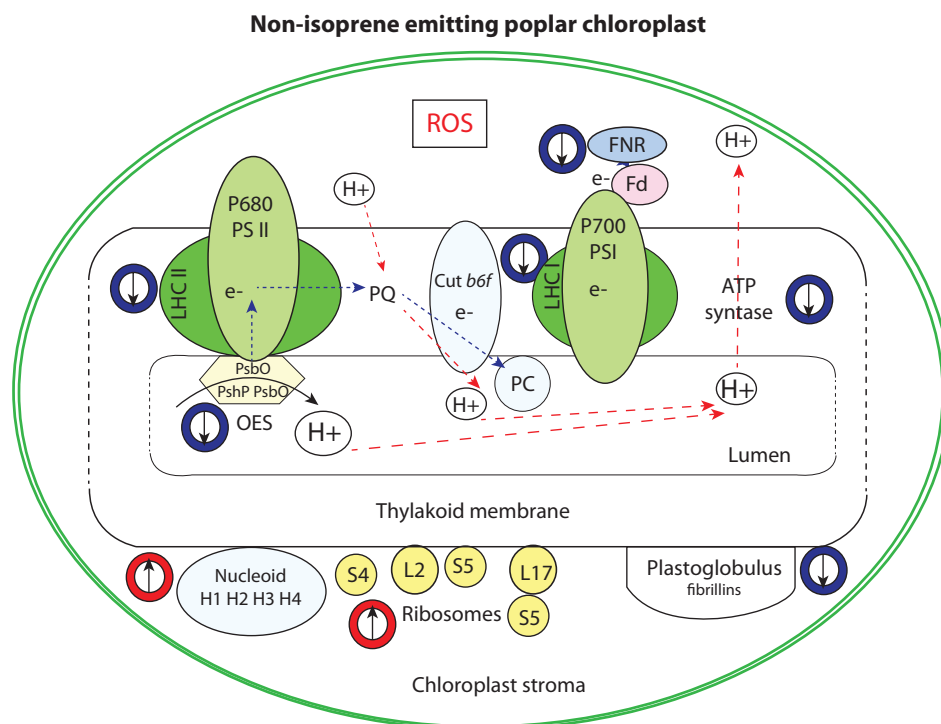 Non-isoprene emitting poplar chloroplast
ROS
H+
FNR
e-
Fd
H+
P680
PS II
P700
PSI
LHC II
e-
PQ
Cut b6f
e-
LHC I
e-
ATP
syntase
PsbO
PshP PsbO
OES
H+
H+
PC
H+
Lumen
Thylakoid membrane
Nucleoid
H1 H2 H3 H4
S4
L2
S5
L17
Ribosomes
S5
Plastoglobulus
fibrillins
Chloroplast stroma